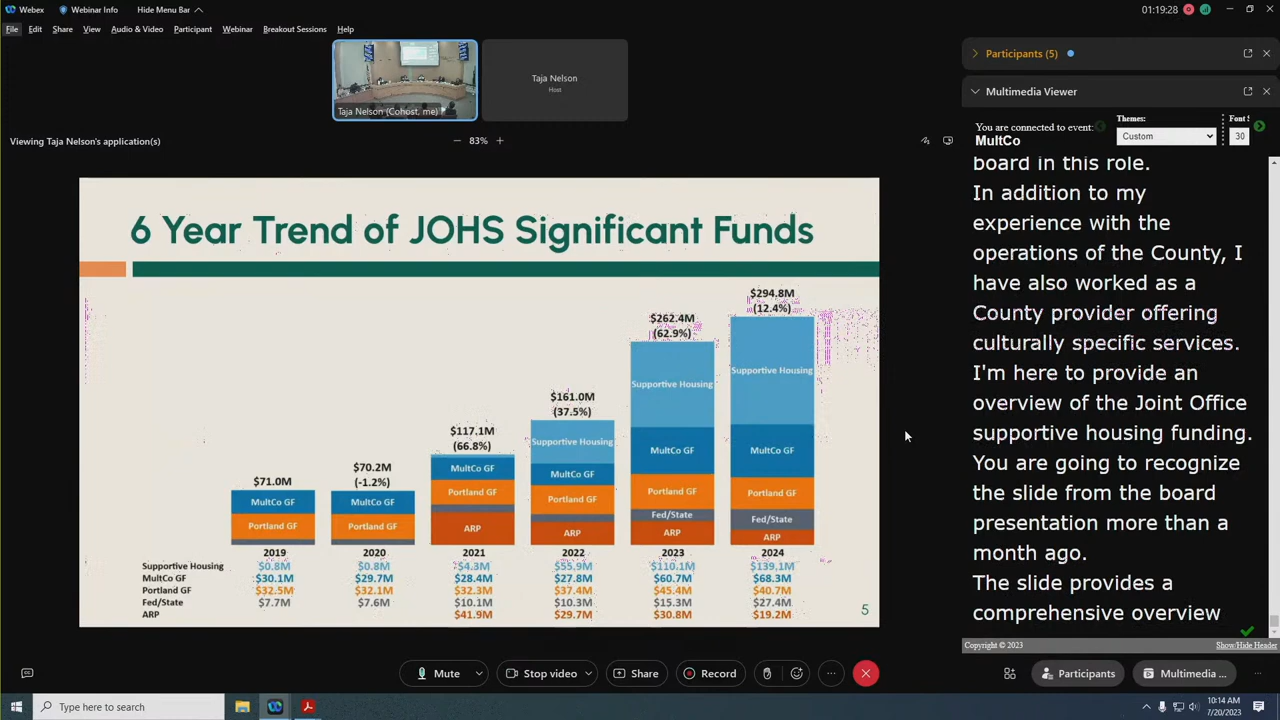 Webex
Webinar Info
Hide Menu Bar
01:19:28
File Edit Share View Audio & Video Participant Webinar Breakout Sessions Help
Taja Nelson (Cohost, me)
Taja Nelson
Host
Viewing Taja Nelson's application(s)
83%
6 Year Trend of JOHS Significant Funds
$71.0M
MultCo GF
Portland GF
2019
$70.2M
(-1.2%)
MultCo GF
Portland GF
2020
$117.1M
(66.8%)
MultCo GF
Portland GF
ARP
2021
$161.0M
(37.5%)
Supportive Housing
MultCo GF
Portland GF
ARP
2022
$262.4M
(62.9%)
Supportive Housing
MultCo GF
Portland GF
Fed/State
ARP
2023
$294.8M
(12.4%)
Supportive Housing
MultCo GF
Portland GF
Fed/State
ARP
2024
Supportive Housing $0.8M $0.8M $4.3M $55.9M $110.1M $139.1M
MultCo GF $30.1M $29.7M $28.4M $27.8M $60.7M $68.3M
Portland GF $32.5M $32.1M $32.3M $37.4M $45.4M $40.7M
Fed/State $7.7M $7.6M $10.1M $10.3M $15.3M $27.4M
ARP $41.9M $29.7M $30.8M $19.2M
5
Participants (5)
Multimedia Viewer
You are connected to event:
MultCo
Themes:
Custom
Font S
30
board in this role.
In addition to my
experience with the
operations of the County, I
have also worked as a
County provider offering
culturally specific services.
I'm here to provide an
overview of the Joint Office
supportive housing funding.
You are going to recognize
the slide from the board
presentation more than a
month ago.
The slide provides a
comprehensive overview
Copyright © 2023
Show/Hide Header
Mute
Stop video
Share
Record
Participants
Multimedia ...
Type here to search
10:14 AM
7/20/2023